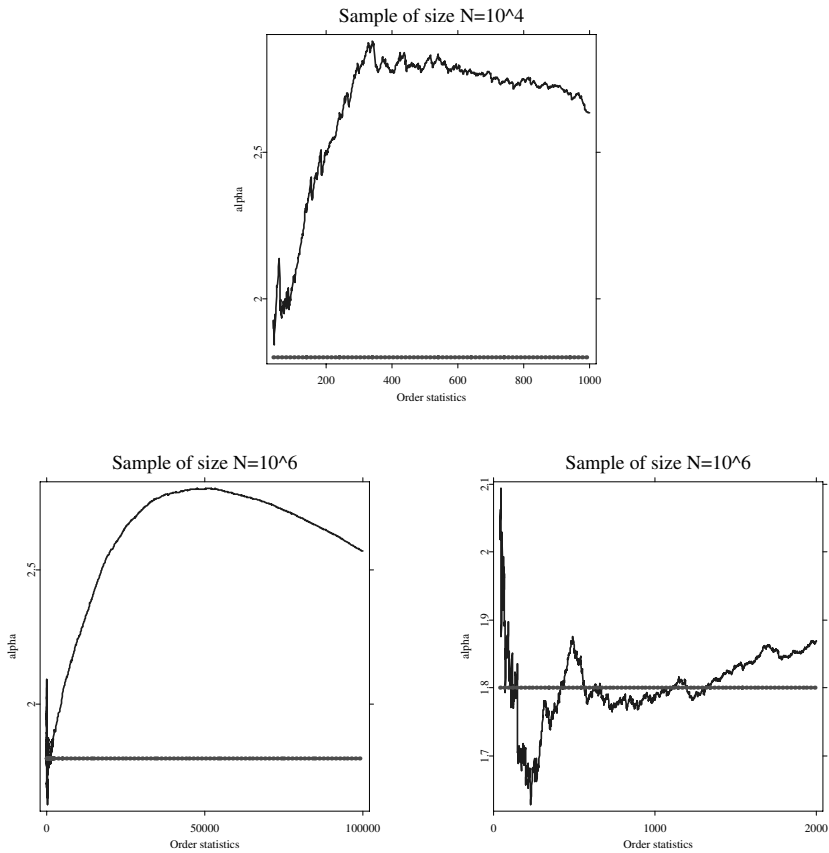 Sample of size N=10^4
alpha
2 2,5
200 400 600 800 1000
Order statistics
Sample of size N=10^6
alpha
2 2,5
0 50000 100000
Order statistics
Sample of size N=10^6
alpha
1,7 1,8 1,9 2 2,1
0 1000 2000
Order statistics